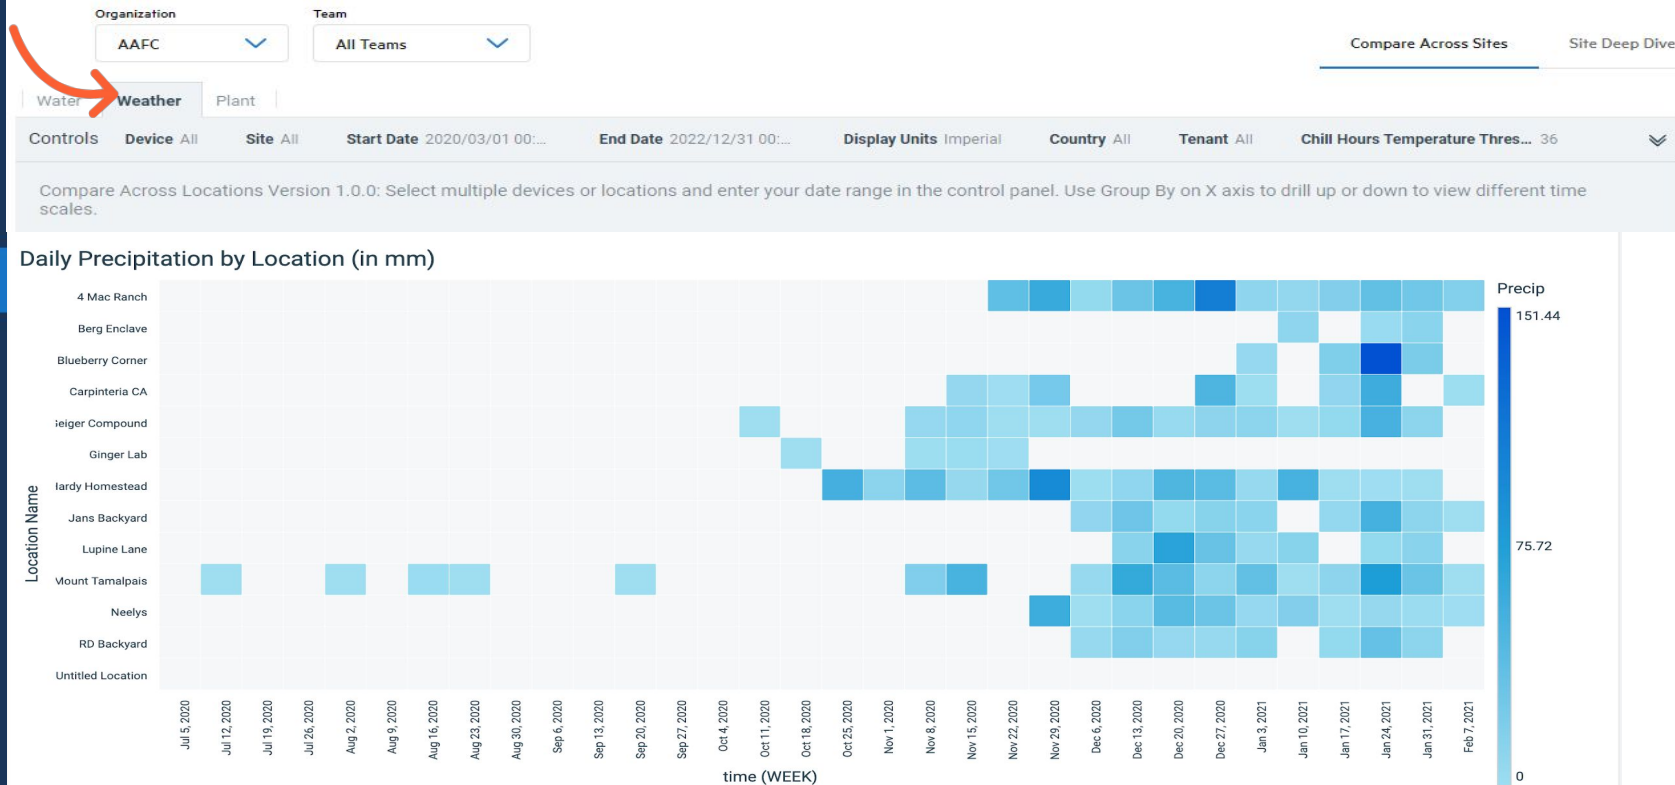 Organization Team
AAFC All Teams
Compare Across Sites Site Deep Dive
Water Weather Plant
Controls Device All Site All Start Date 2020/03/01 00:... End Date 2022/12/31 00:... Display Units Imperial Country All Tenant All Chill Hours Temperature Thres... 36
Compare Across Locations Version 1.0.0: Select multiple devices or locations and enter your date range in the control panel. Use Group By on X axis to drill up or down to view different time
scales.
Daily Precipitation by Location (in mm)
Precip
151.44
75.72
0
Location Name
4 Mac Ranch
Berg Enclave
Blueberry Corner
Carpinteria CA
eiger Compound
Ginger Lab
lardy Homestead
Jans Backyard
Lupine Lane
Mount Tamalpais
Neelys
RD Backyard
Untitled Location
Jul 5, 2020
Jul 12, 2020
Jul 19, 2020
Jul 26, 2020
Aug 2, 2020
Aug 9, 2020
Aug 16, 2020
Aug 23, 2020
Aug 30, 2020
Sep 6, 2020
Sep 13, 2020
Sep 20, 2020
Sep 27, 2020
Oct 4, 2020
Oct 11, 2020
Oct 18, 2020
Oct 25, 2020
Nov 1, 2020
Nov 8, 2020
Nov 15, 2020
Nov 22, 2020
Nov 29, 2020
Dec 6, 2020
Dec 13, 2020
Dec 20, 2020
Dec 27, 2020
Jan 3, 2021
Jan 10, 2021
Jan 17, 2021
Jan 24, 2021
Jan 31, 2021
Feb 7, 2021
time (WEEK)